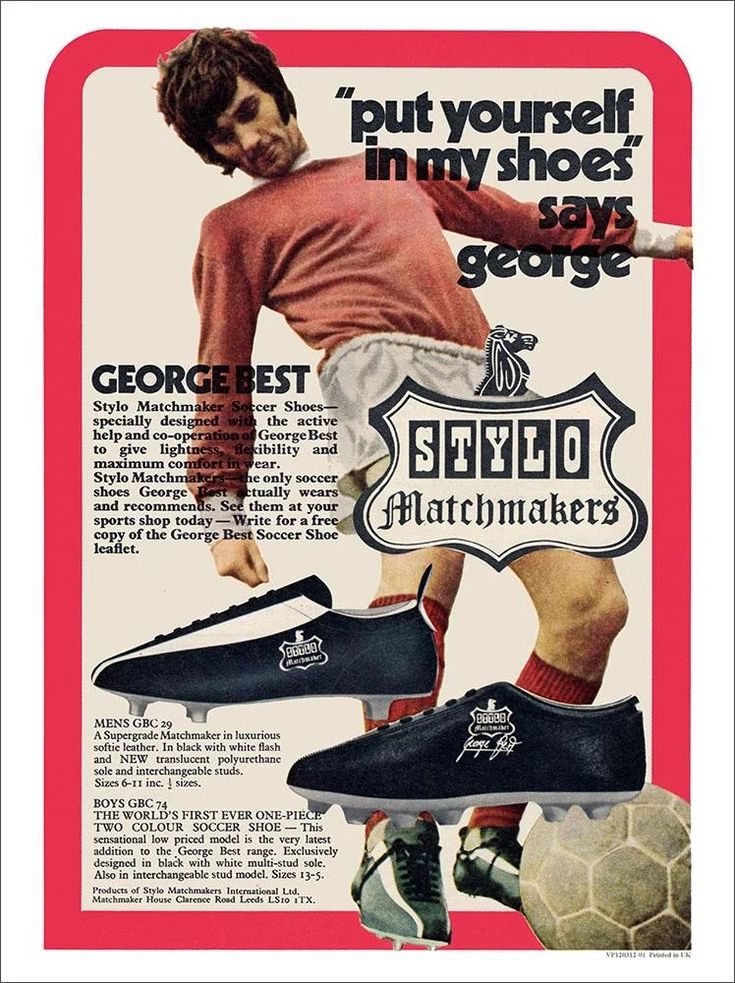 "put yourself
in my shoes"
says
george
GEORGE BEST
Stylo Matchmaker Soccer Shoes—
specially designed with the active
help and co-operation of George Best
to give lightness, flexibility and
maximum comfort in wear.
Stylo Matchmakers—the only soccer
shoes George Best actually wears
and recommends. See them at your
sports shop today — Write for a free
copy of the George Best Soccer Shoe
leaflet.
STYLO
Matchmakers
STYLO
Matchmaker
STYLO
Matchmaker
George Best
MENS GBC 29
A Supergrade Matchmaker in luxurious
softie leather. In black with white flash
and NEW translucent polyurethane
sole and interchangeable studs.
Sizes 6-11 inc. ½ sizes.
BOYS GBC 74
THE WORLD'S FIRST EVER ONE-PIECE
TWO COLOUR SOCCER SHOE — This
sensational low priced model is the very latest
addition to the George Best range. Exclusively
designed in black with white multi-stud sole.
Also in interchangeable stud model. Sizes 13-5.
Products of Stylo Matchmakers International Ltd.
Matchmaker House Clarence Road Leeds LS10 1TX.
VP120312-01 Printed in UK